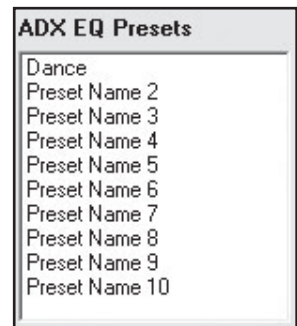 ADX EQ Presets
Dance
Preset Name 2
Preset Name 3
Preset Name 4
Preset Name 5
Preset Name 6
Preset Name 7
Preset Name 8
Preset Name 9
Preset Name 10